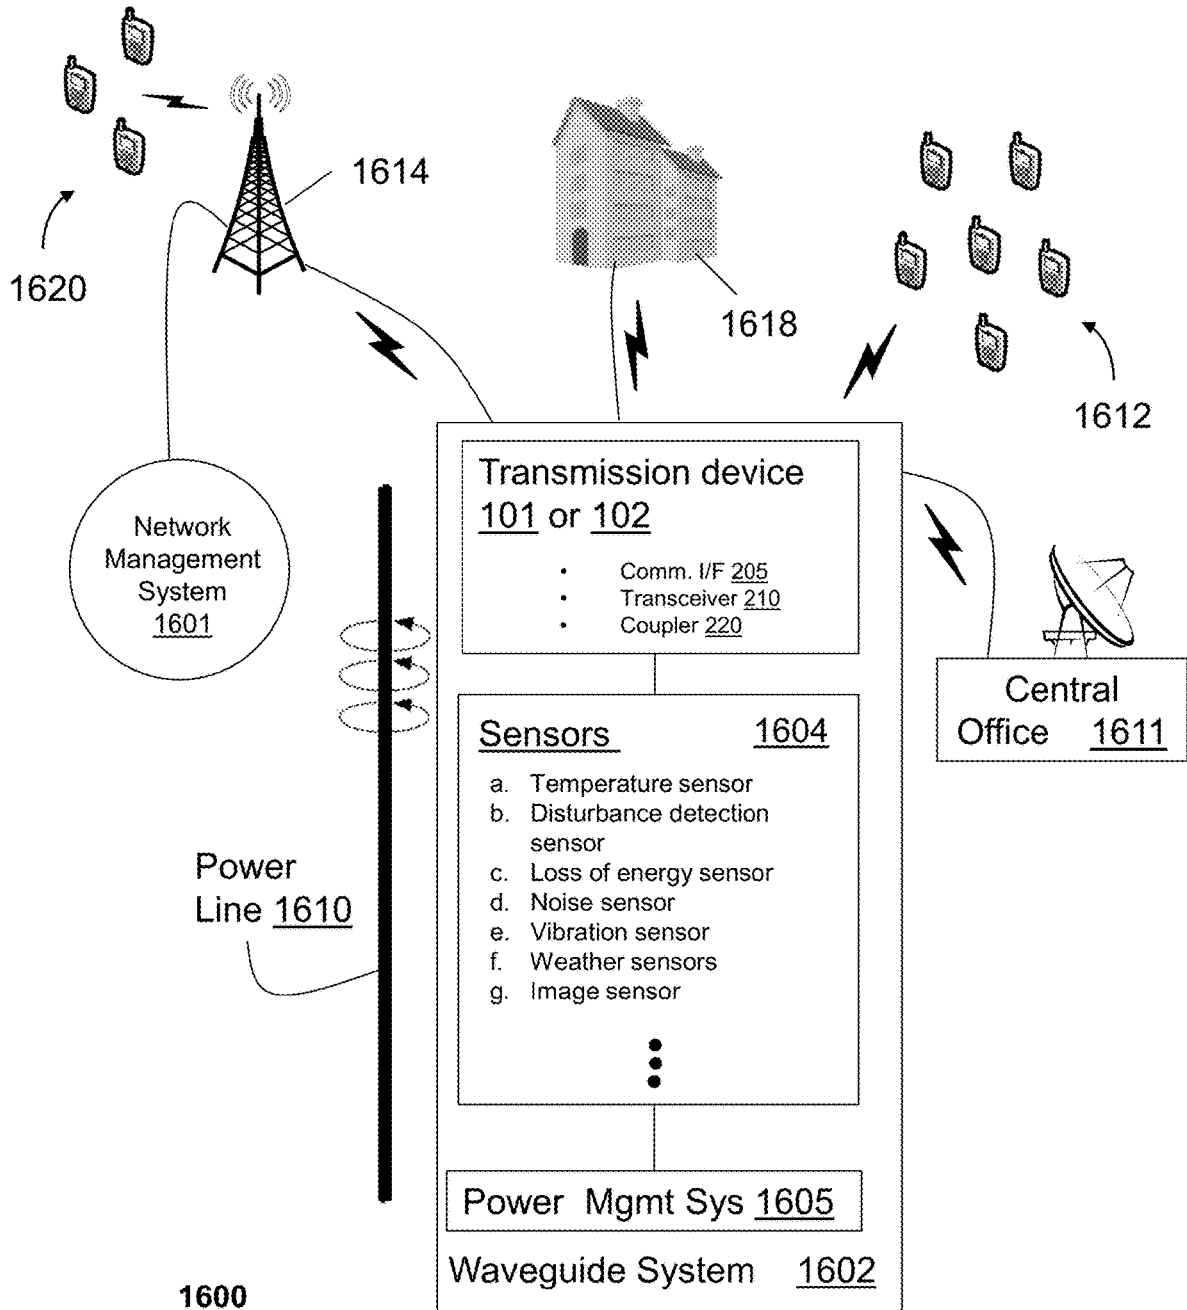 1614
1620
1618
1612
Network
Management
System
1601
Transmission device
101 or 102
• Comm. I/F 205
• Transceiver 210
• Coupler 220
Central
Office 1611
Sensors 1604
a. Temperature sensor
b. Disturbance detection
sensor
c. Loss of energy sensor
d. Noise sensor
e. Vibration sensor
f. Weather sensors
g. Image sensor
Power
Line 1610
Power Mgmt Sys 1605
Waveguide System 1602
1600